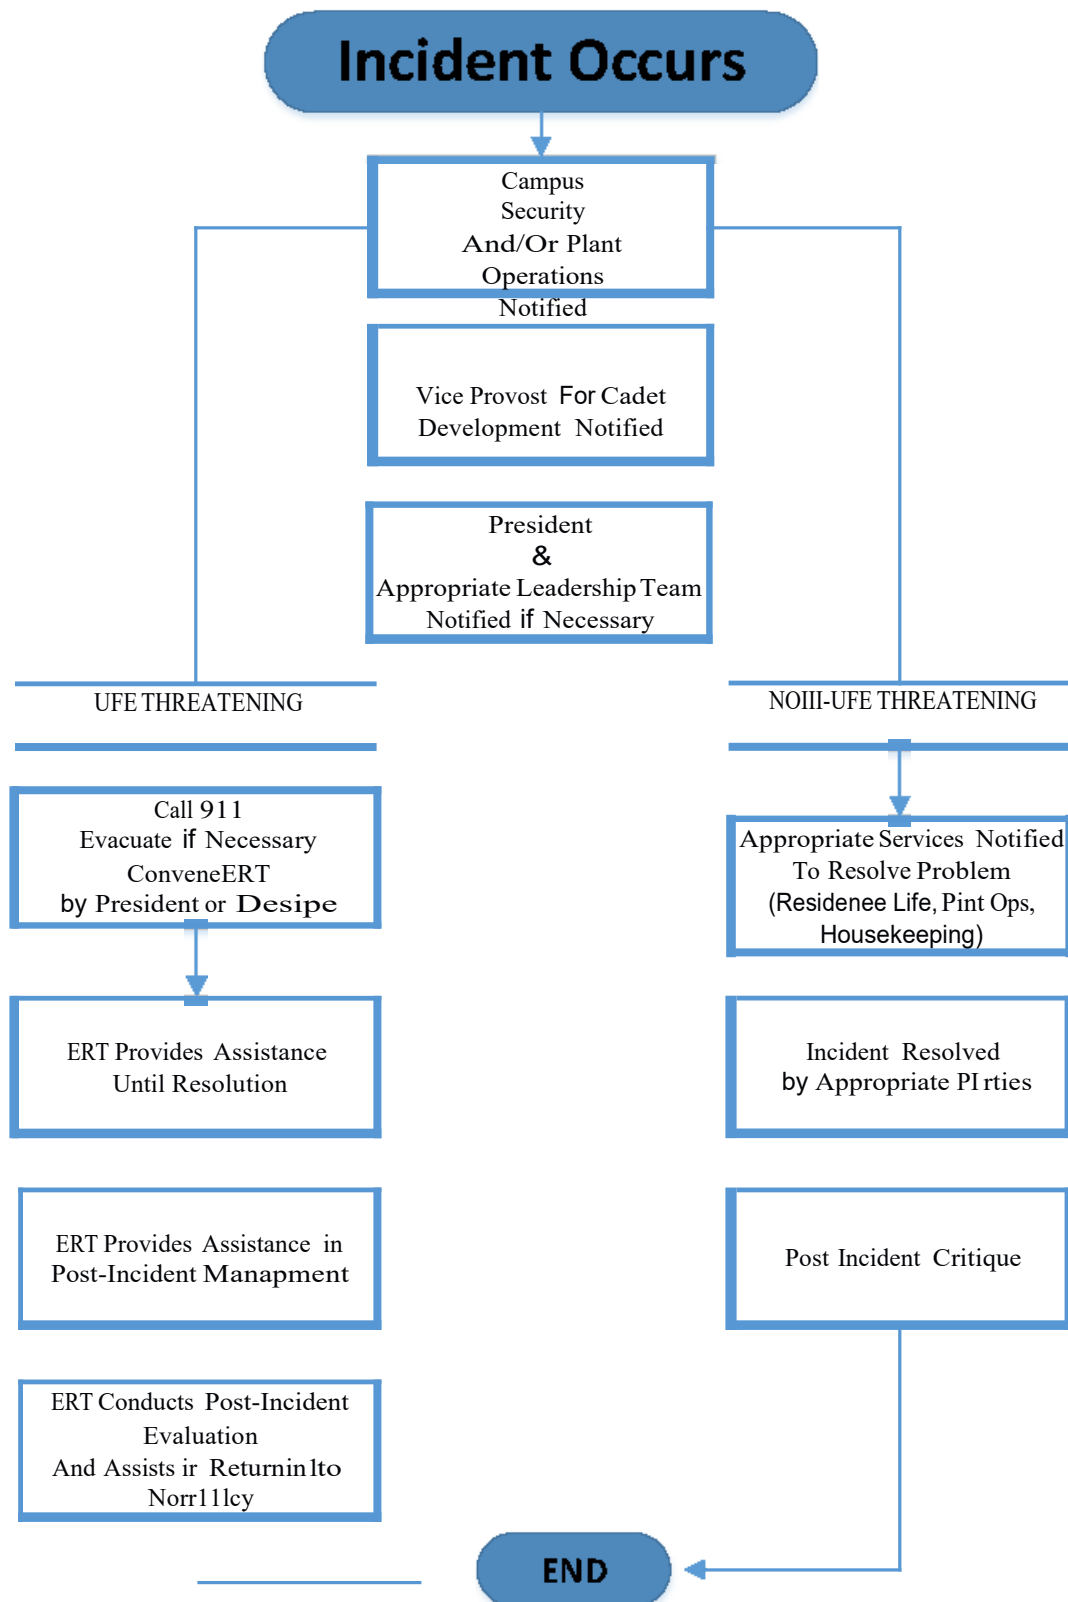 Incident Occurs
Campus
Security
And/Or Plant
Operations
Notified
Vice Provost For Cadet
Development Notified
President
&
Appropriate Leadership Team
Notified if Necessary
UFE THREATENING
NOIII-UFE THREATENING
Call 911
Evacuate if Necessary
ConveneERT
by President or Desipe
Appropriate Services Notified
To Resolve Problem
(Residenee Life, Pint Ops,
Housekeeping)
ERT Provides Assistance
Until Resolution
Incident Resolved
by Appropriate PI rties
ERT Provides Assistance in
Post-Incident Manapment
Post Incident Critique
ERT Conducts Post-Incident
Evaluation
And Assists ir Returnin1to
Norr11lcy
END